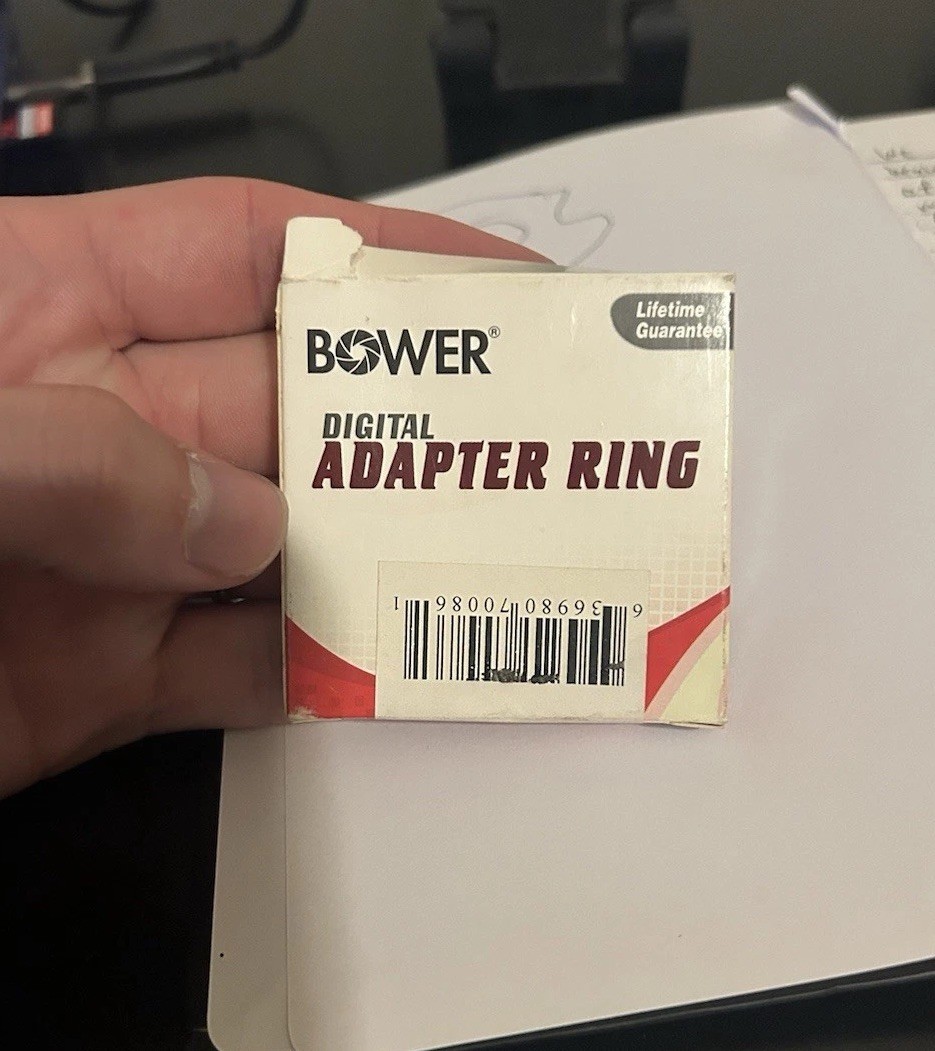 BOWER®
Lifetime
Guarantee
DIGITAL
ADAPTER RING
6 36980 70086 1